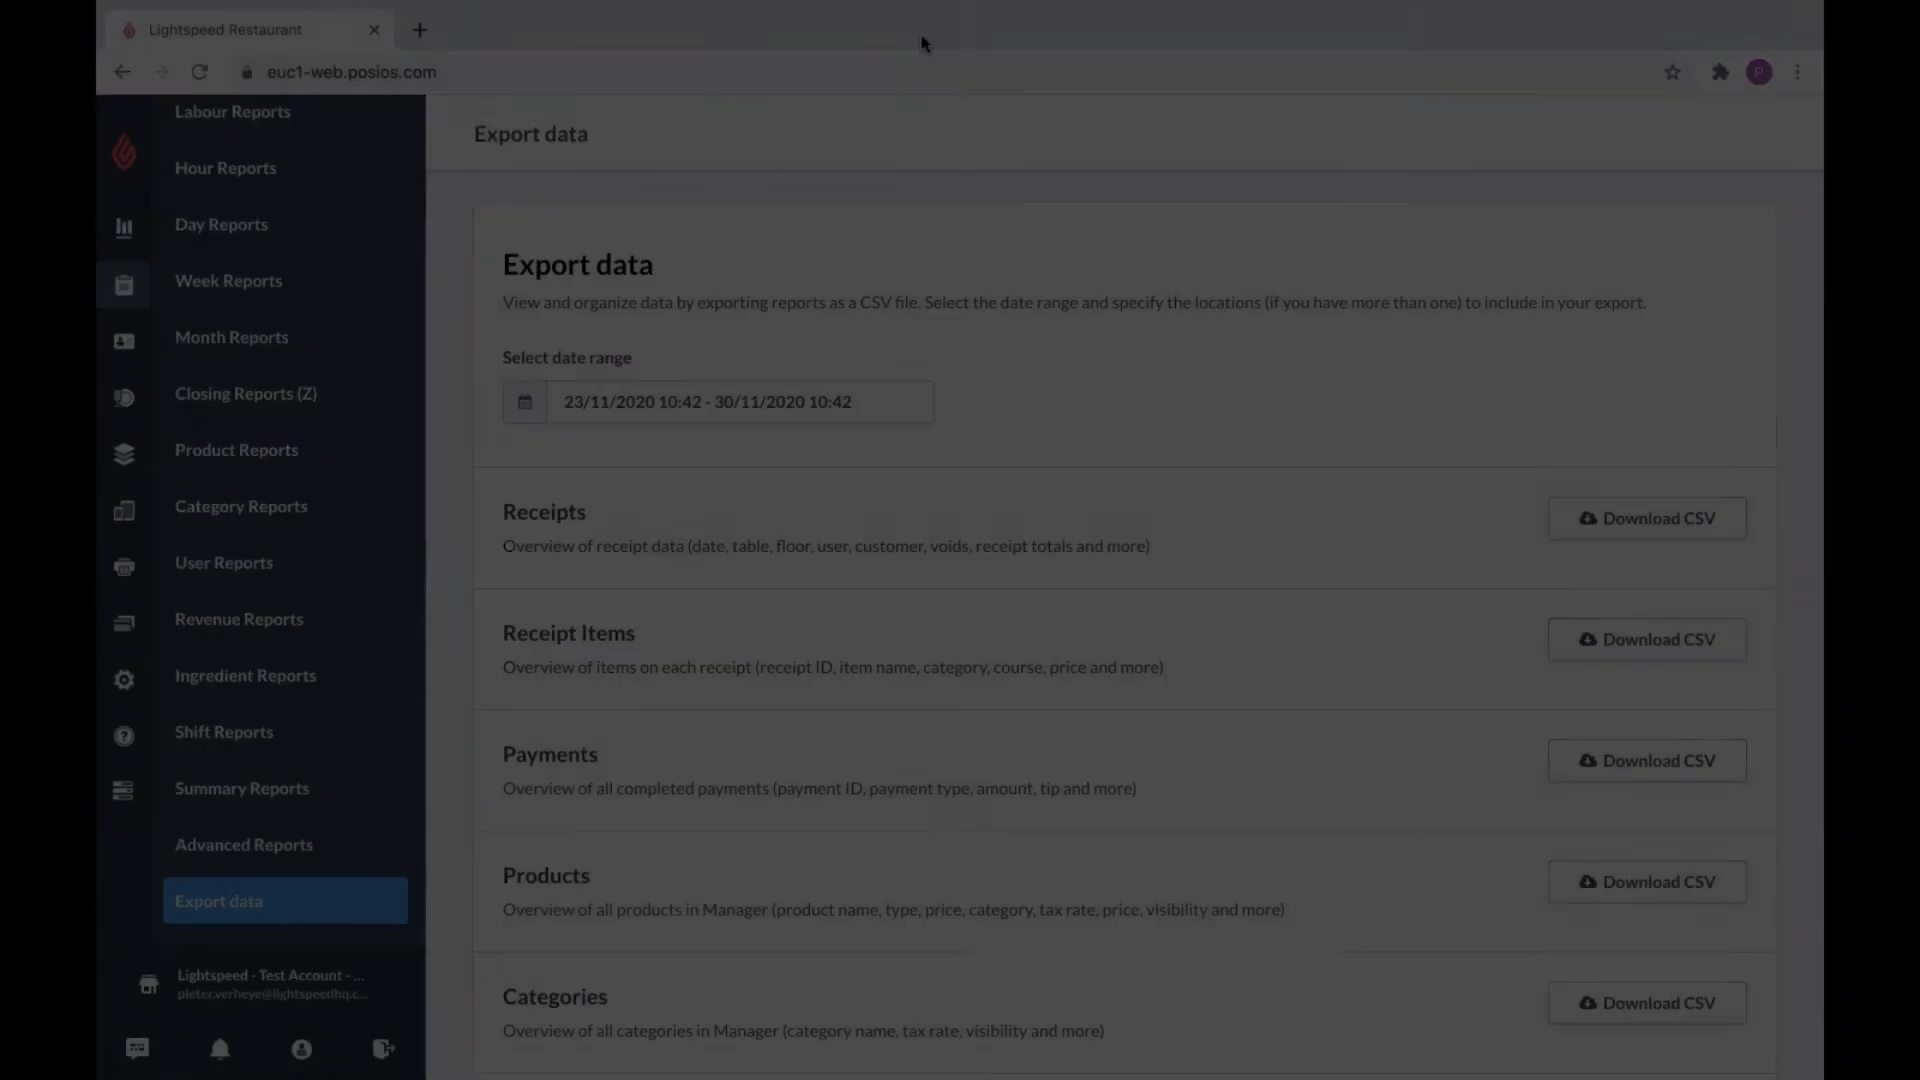 Lightspeed Restaurant
euc1-web.posios.com
P
Labour Reports
Hour Reports
Day Reports
Week Reports
Month Reports
Closing Reports (Z)
Product Reports
Category Reports
User Reports
Revenue Reports
Ingredient Reports
Shift Reports
Summary Reports
Advanced Reports
Export data
Lightspeed - Test Account - ...
pieter.verheye@lightspeedhq.c...
Export data
Export data
View and organize data by exporting reports as a CSV file. Select the date range and specify the locations (if you have more than one) to include in your export.
Select date range
23/11/2020 10:42 - 30/11/2020 10:42
Receipts
Download CSV
Overview of receipt data (date, table, floor, user, customer, voids, receipt totals and more)
Receipt Items
Download CSV
Overview of items on each receipt (receipt ID, item name, category, course, price and more)
Payments
Download CSV
Overview of all completed payments (payment ID, payment type, amount, tip and more)
Products
Download CSV
Overview of all products in Manager (product name, type, price, category, tax rate, price, visibility and more)
Categories
Download CSV
Overview of all categories in Manager (category name, tax rate, visibility and more)